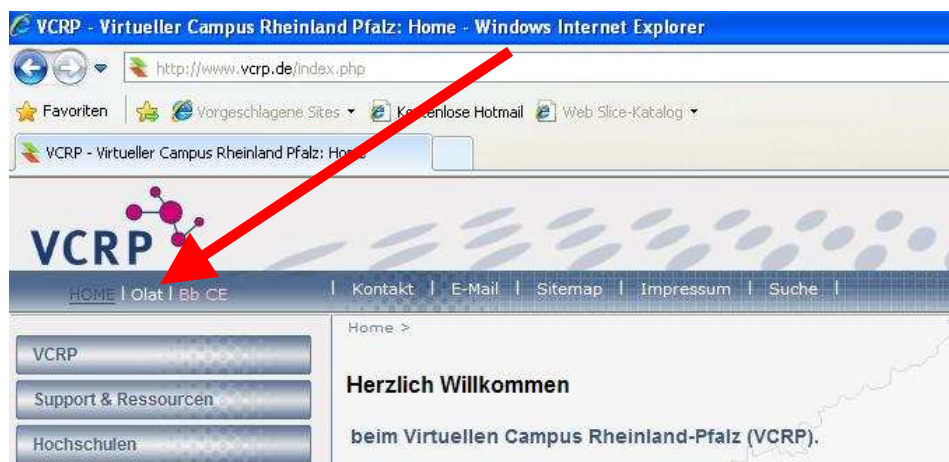 VCRP - Virtueller Campus Rheinland Pfalz: Home - Windows Internet Explorer
http://www.vcrp.de/index.php
Favoriten Vorgeschlagene Sites Kostenlose Hotmail Web Slice-Katalog
VCRP - Virtueller Campus Rheinland Pfalz: Home
VCRP
HOME | Olat | Bb CE | Kontakt | E-Mail | Sitemap | Impressum | Suche |
Home >
VCRP
Herzlich Willkommen
Support & Ressourcen
beim Virtuellen Campus Rheinland-Pfalz (VCRP).
Hochschulen